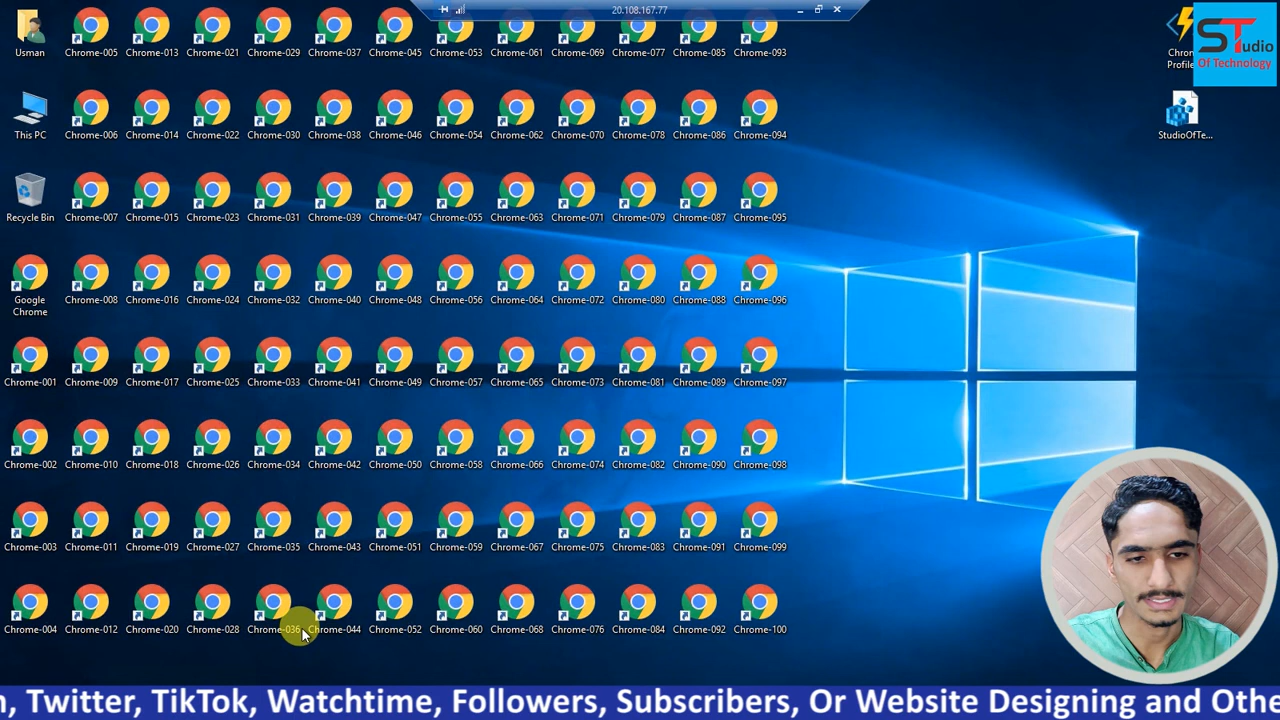 20.108.167.77
Usman
Chrome-005
Chrome-013
Chrome-021
Chrome-029
Chrome-037
Chrome-045
Chrome-053
Chrome-061
Chrome-069
Chrome-077
Chrome-085
Chrome-093
Chron
Profile
STudio
Of Technology
This PC
Chrome-006
Chrome-014
Chrome-022
Chrome-030
Chrome-038
Chrome-046
Chrome-054
Chrome-062
Chrome-070
Chrome-078
Chrome-086
Chrome-094
StudioOfTe...
Recycle Bin
Chrome-007
Chrome-015
Chrome-023
Chrome-031
Chrome-039
Chrome-047
Chrome-055
Chrome-063
Chrome-071
Chrome-079
Chrome-087
Chrome-095
Google
Chrome
Chrome-008
Chrome-016
Chrome-024
Chrome-032
Chrome-040
Chrome-048
Chrome-056
Chrome-064
Chrome-072
Chrome-080
Chrome-088
Chrome-096
Chrome-001
Chrome-009
Chrome-017
Chrome-025
Chrome-033
Chrome-041
Chrome-049
Chrome-057
Chrome-065
Chrome-073
Chrome-081
Chrome-089
Chrome-097
Chrome-002
Chrome-010
Chrome-018
Chrome-026
Chrome-034
Chrome-042
Chrome-050
Chrome-058
Chrome-066
Chrome-074
Chrome-082
Chrome-090
Chrome-098
Chrome-003
Chrome-011
Chrome-019
Chrome-027
Chrome-035
Chrome-043
Chrome-051
Chrome-059
Chrome-067
Chrome-075
Chrome-083
Chrome-091
Chrome-099
Chrome-004
Chrome-012
Chrome-020
Chrome-028
Chrome-036
Chrome-044
Chrome-052
Chrome-060
Chrome-068
Chrome-076
Chrome-084
Chrome-092
Chrome-100
, Twitter, TikTok, Watchtime, Followers, Subscribers, Or Website Designing and Othe